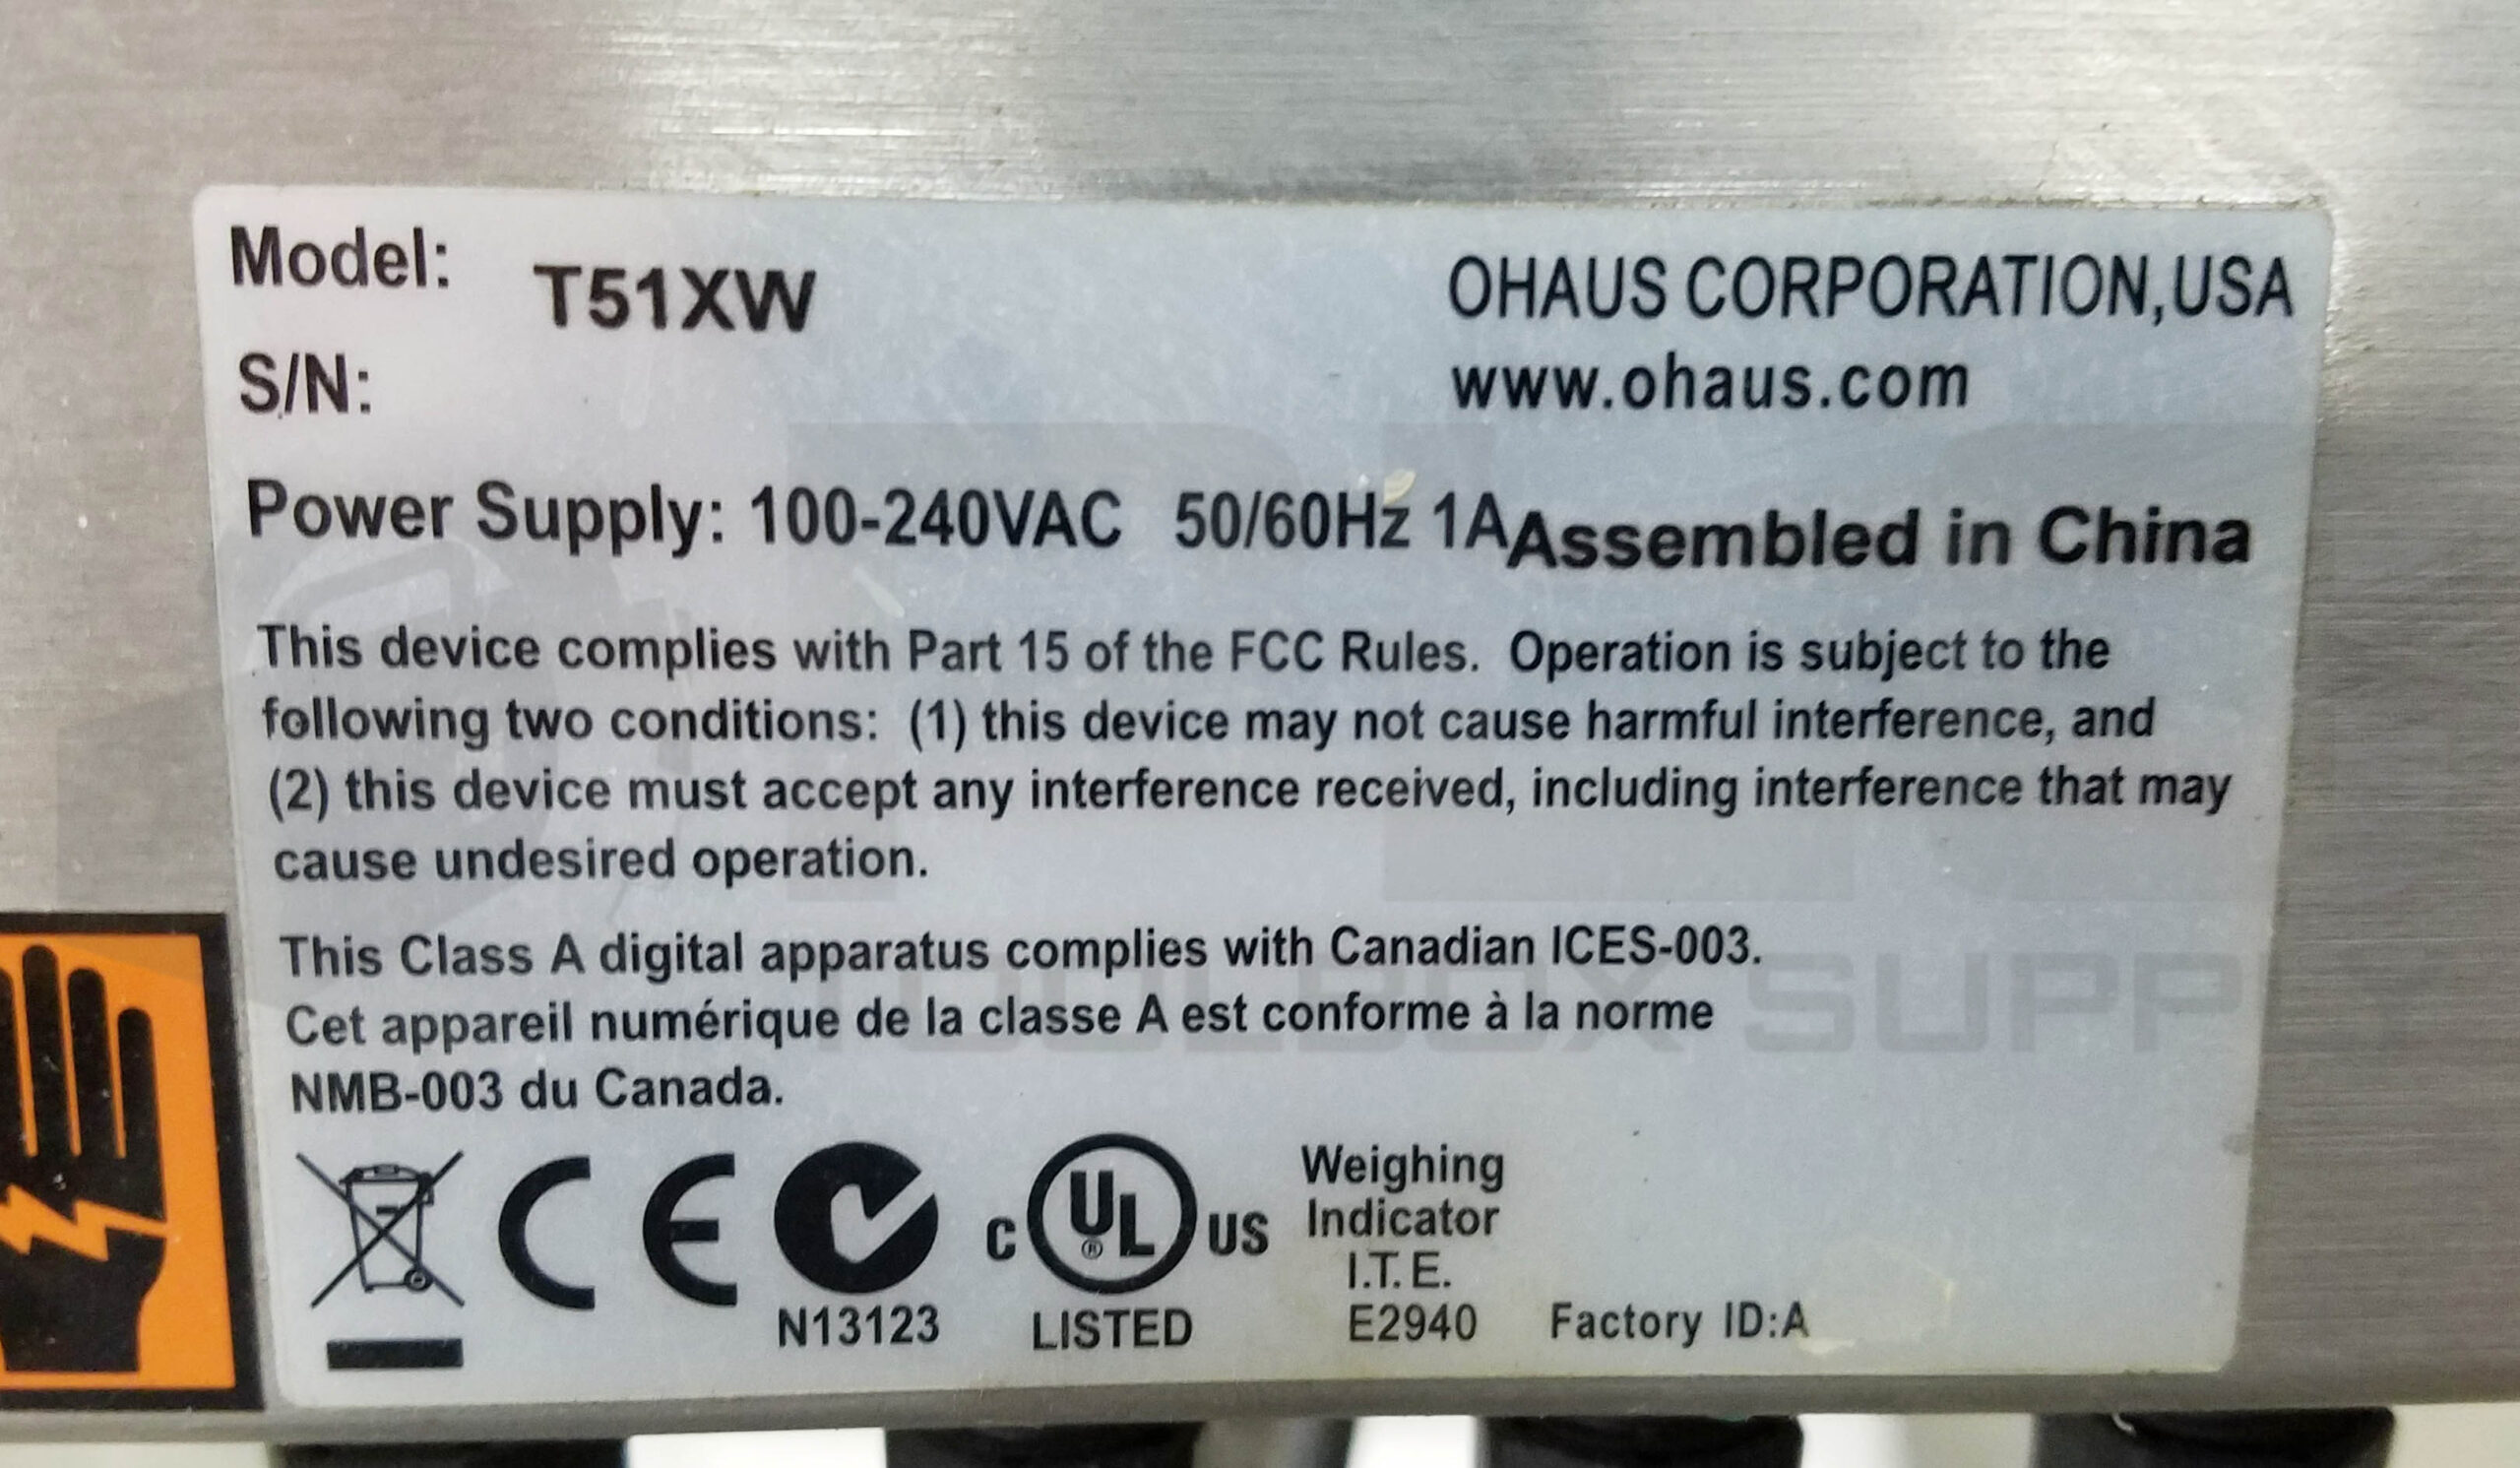 Model: T51XW
OHAUS CORPORATION,USA
S/N:
www.ohaus.com
Power Supply: 100-240VAC 50/60Hz 1A Assembled in China
This device complies with Part 15 of the FCC Rules. Operation is subject to the
following two conditions: (1) this device may not cause harmful interference, and
(2) this device must accept any interference received, including interference that may
cause undesired operation.
This Class A digital apparatus complies with Canadian ICES-003.
Cet appareil numérique de la classe A est conforme à la norme
NMB-003 du Canada.
CE
N13123
C UL® US
LISTED
Weighing
Indicator
I.T.E.
E2940
Factory ID:A
PLC
TOOLBOX SUPP